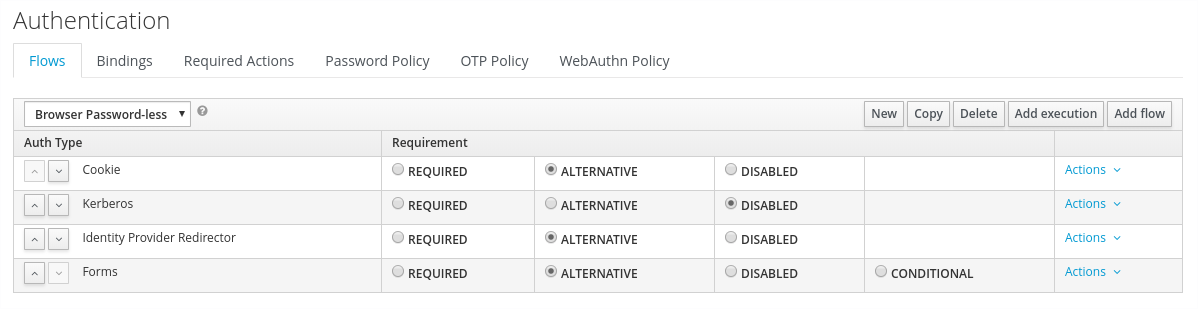 Authentication
Flows Bindings Required Actions Password Policy OTP Policy WebAuthn Policy
Browser Password-less ? New Copy Delete Add execution Add flow
Auth Type Requirement
Cookie REQUIRED ALTERNATIVE DISABLED Actions
Kerberos REQUIRED ALTERNATIVE DISABLED Actions
Identity Provider Redirector REQUIRED ALTERNATIVE DISABLED Actions
Forms REQUIRED ALTERNATIVE DISABLED CONDITIONAL Actions